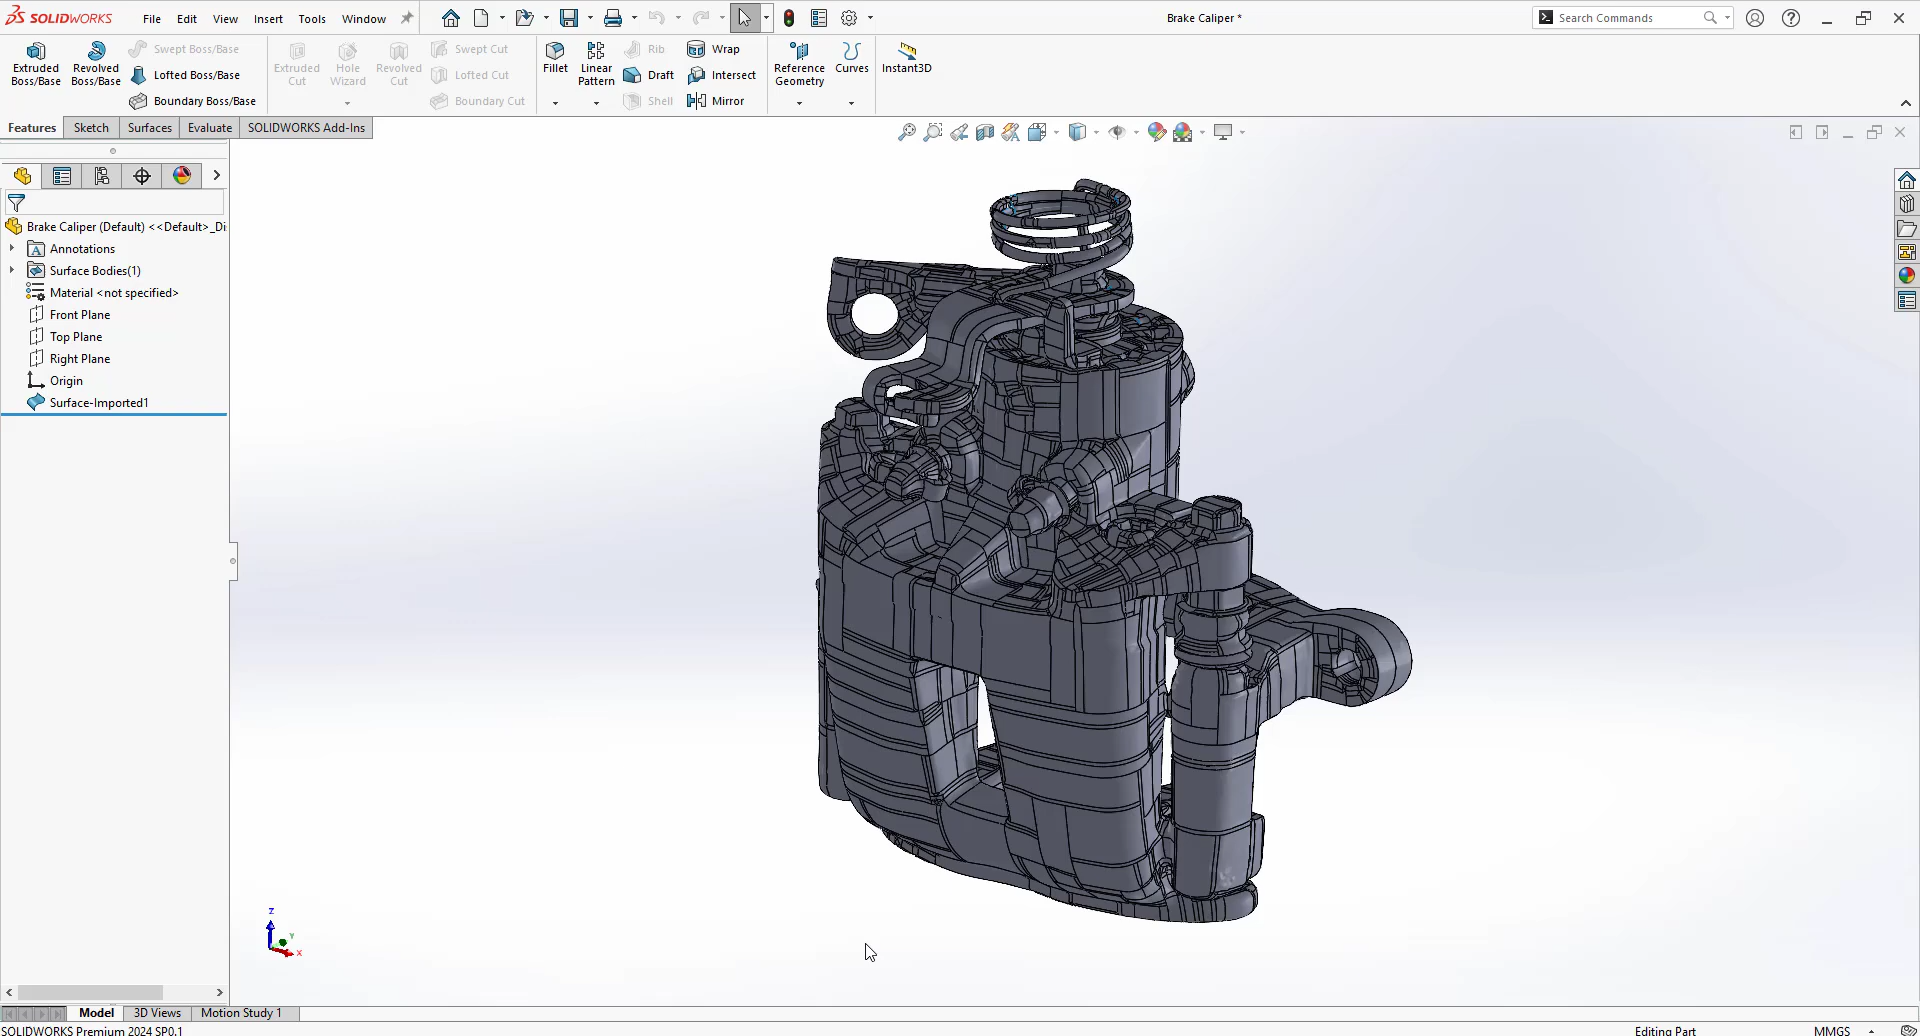 SOLIDWORKS File Edit View Insert Tools Window Brake Caliper * Search Commands
Extruded Boss/Base
Revolved Boss/Base
Swept Boss/Base
Lofted Boss/Base
Boundary Boss/Base
Extruded Cut
Hole Wizard
Revolved Cut
Swept Cut
Lofted Cut
Boundary Cut
Fillet
Linear Pattern
Rib
Draft
Shell
Wrap
Intersect
Mirror
Reference Geometry
Curves
Instant3D
Features Sketch Surfaces Evaluate SOLIDWORKS Add-Ins
Brake Caliper (Default) <<Default>_Di
Annotations
Surface Bodies(1)
Material <not specified>
Front Plane
Top Plane
Right Plane
Origin
Surface-Imported1
Z
Y
X
Model 3D Views Motion Study 1
SOLIDWORKS Premium 2024 SP0.1 Editing Part MMGS